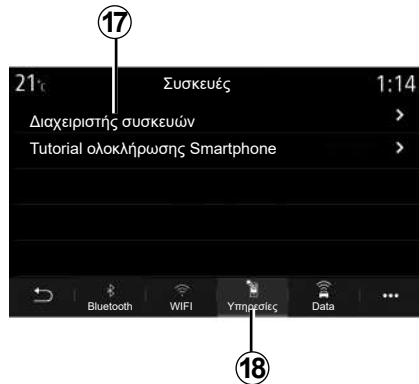 17
21°c Συσκευές 1:14
Διαχειριστής συσκευών
Tutorial ολοκλήρωσης Smartphone
Bluetooth WIFI Υπηρεσίες Data
18